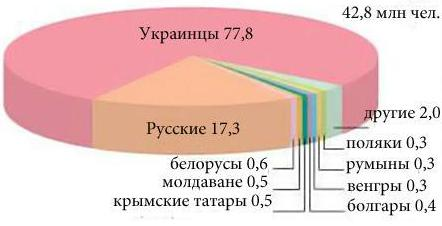 42,8 млн чел.
Украинцы 77,8
Русские 17,3
другие 2,0
белорусы 0,6
поляки 0,3
молдаване 0,5
румыны 0,3
крымские татары 0,5
венгры 0,3
болгары 0,4